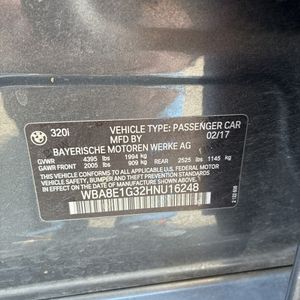 320i
VEHICLE TYPE: PASSENGER CAR
MFD BY 02/17
BAYERISCHE MOTOREN WERKE AG
GVWR 4395 lbs 1994 kg
GAWR FRONT 2005 lbs 909 kg REAR 2525 lbs 1145 kg
THIS VEHICLE CONFORMS TO ALL APPLICABLE U.S. FEDERAL MOTOR
VEHICLE SAFETY, BUMPER, AND THEFT PREVENTION STANDARDS IN
EFFECT ON THE DATE OF MANUFACTURE SHOWN ABOVE.
WBA8E1G32HNU16248